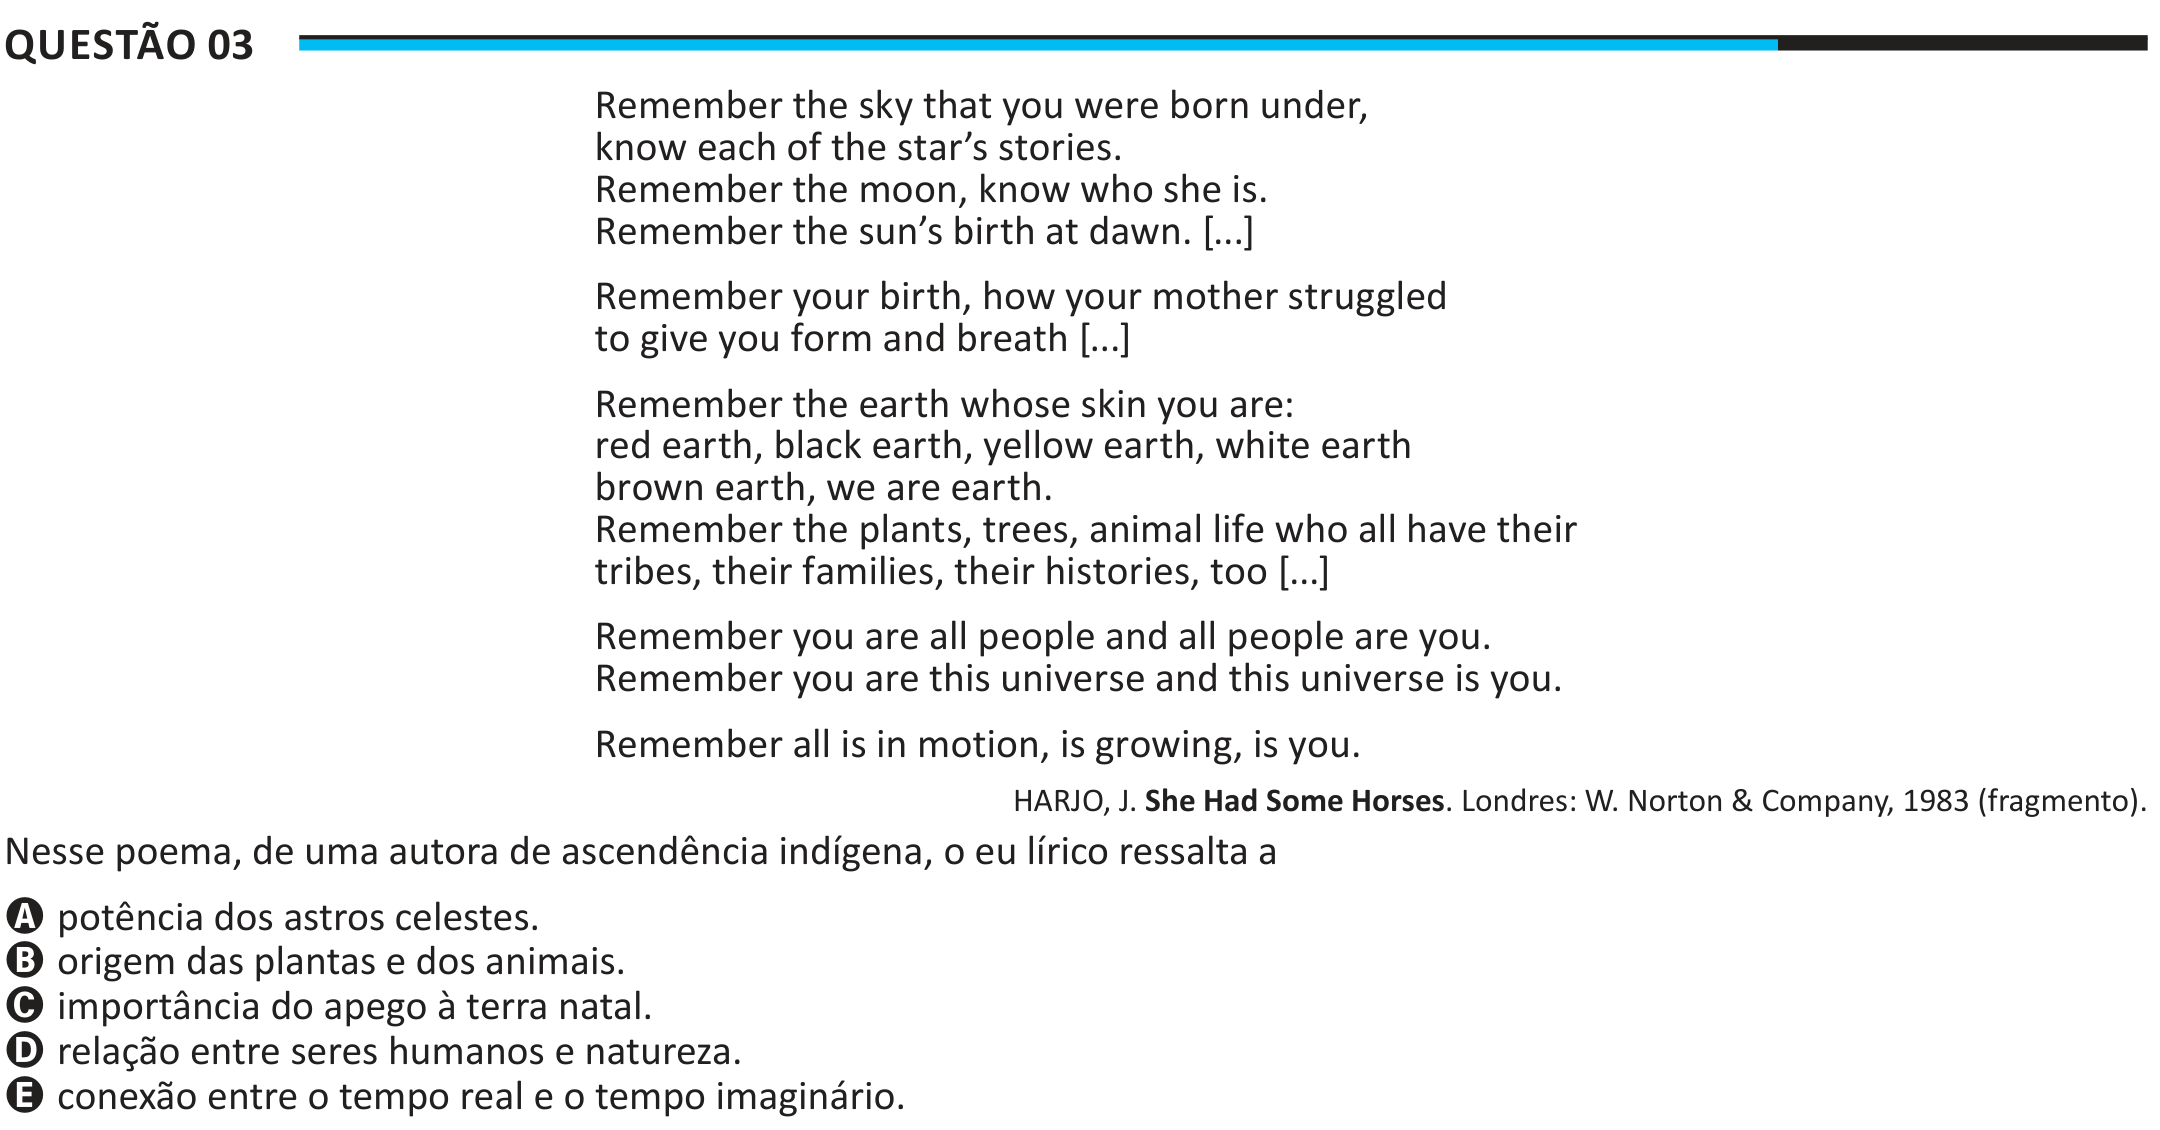 QUESTÃO 03
Remember the sky that you were born under,
know each of the star’s stories.
Remember the moon, know who she is.
Remember the sun’s birth at dawn. [...]
Remember your birth, how your mother struggled
to give you form and breath [...]
Remember the earth whose skin you are:
red earth, black earth, yellow earth, white earth
brown earth, we are earth.
Remember the plants, trees, animal life who all have their
tribes, their families, their histories, too [...]
Remember you are all people and all people are you.
Remember you are this universe and this universe is you.
Remember all is in motion, is growing, is you.
HARJO, J. She Had Some Horses. Londres: W. Norton & Company, 1983 (fragmento).
Nesse poema, de uma autora de ascendência indígena, o eu lírico ressalta a
A potência dos astros celestes.
B origem das plantas e dos animais.
C importância do apego à terra natal.
D relação entre seres humanos e natureza.
E conexão entre o tempo real e o tempo imaginário.